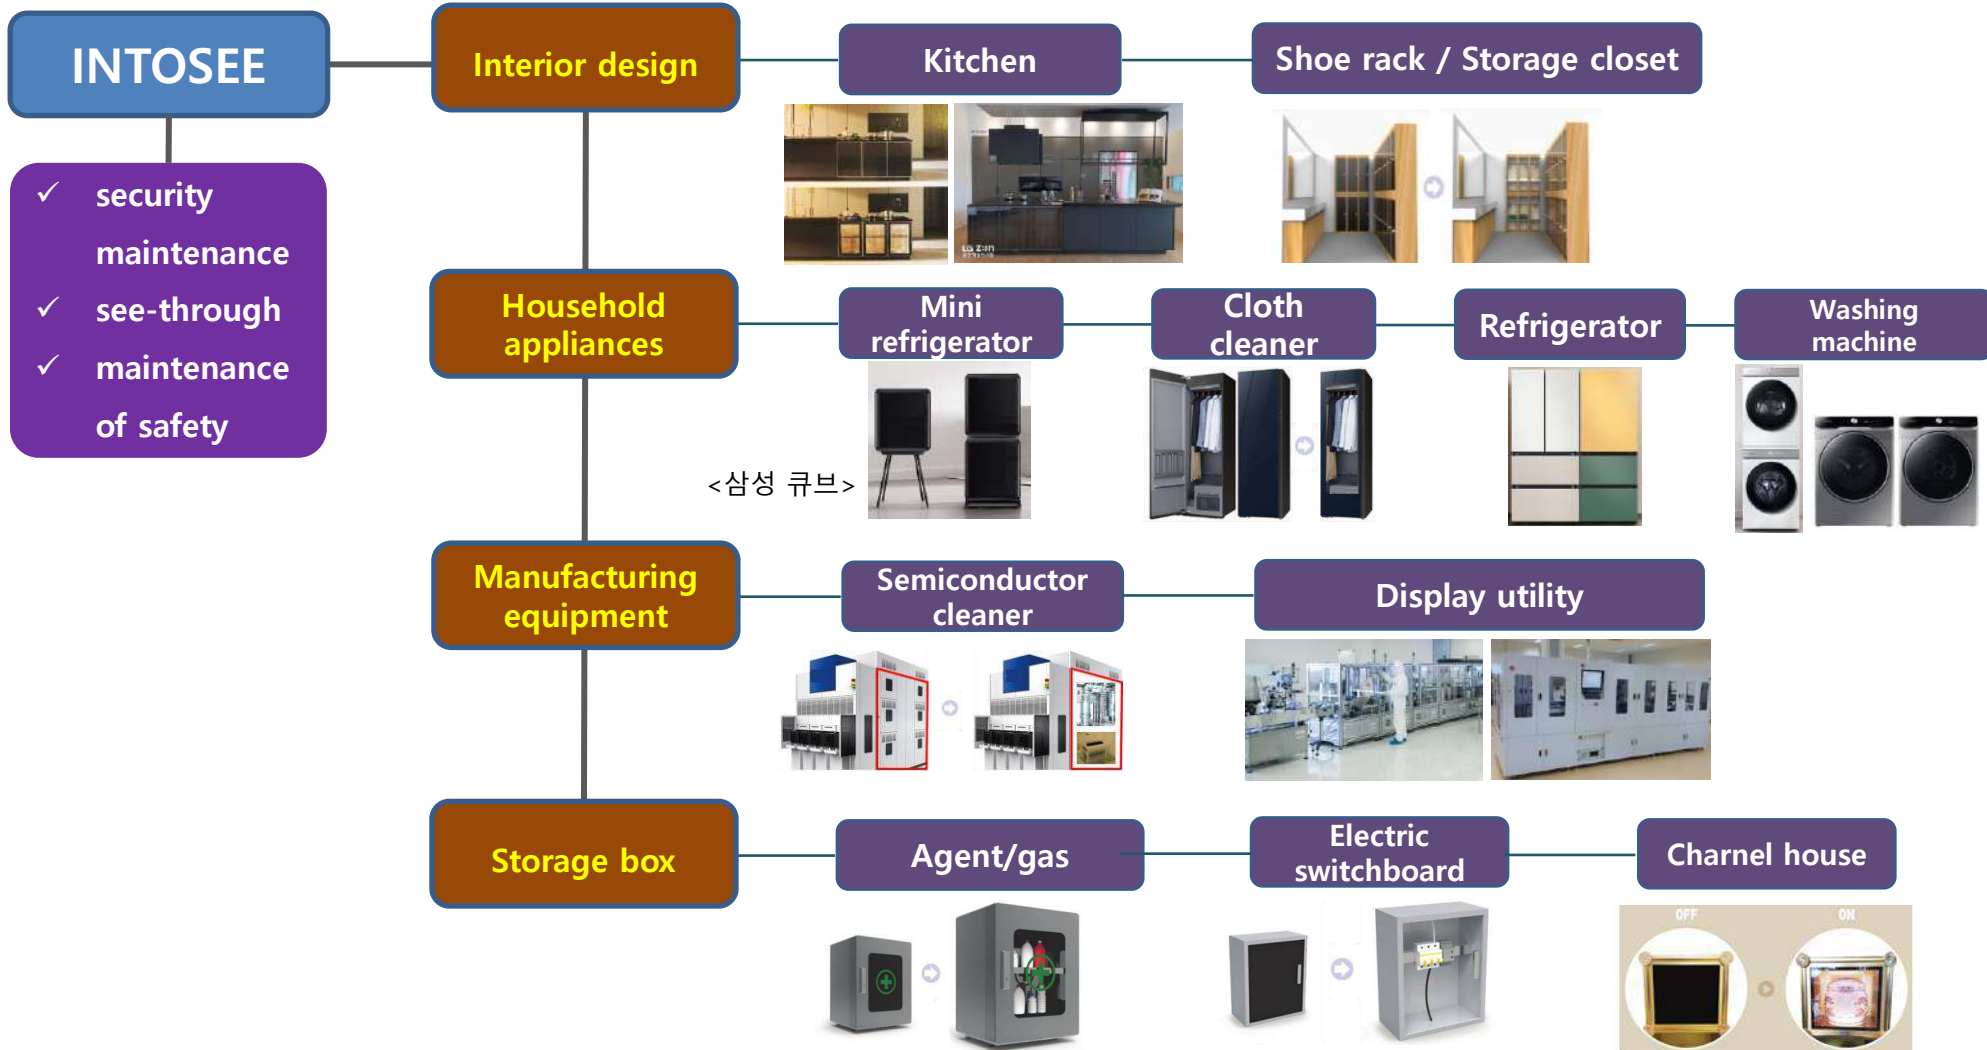 INTOSEE
✓ security
maintenance
✓ see-through
✓ maintenance
of safety
Interior design
Kitchen
Shoe rack / Storage closet
Household
appliances
Mini
refrigerator
Cloth
cleaner
Refrigerator
Washing
machine
<삼성 큐브>
Manufacturing
equipment
Semiconductor
cleaner
Display utility
Storage box
Agent/gas
Electric
switchboard
Charnel house
OFF
ON